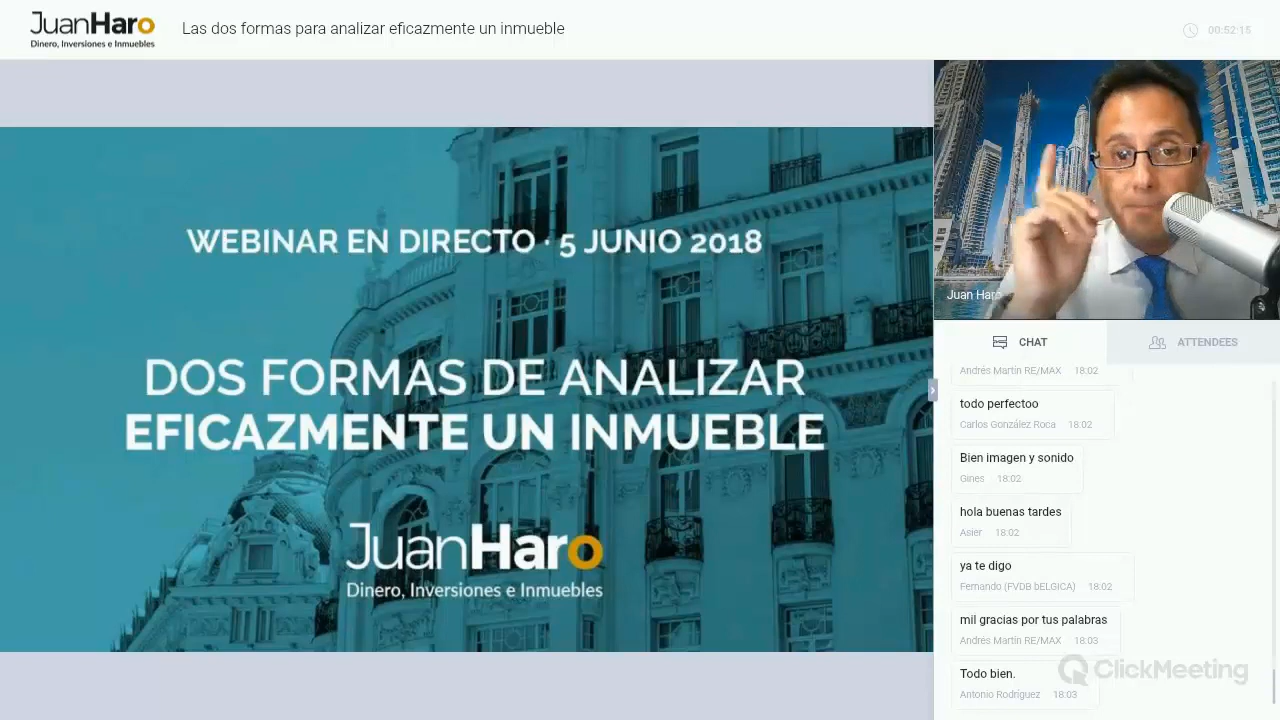 JuanHaro
Dinero, Inversiones e Inmuebles
Las dos formas para analizar eficazmente un inmueble
00:52:15
WEBINAR EN DIRECTO · 5 JUNIO 2018
DOS FORMAS DE ANALIZAR
EFICAZMENTE UN INMUEBLE
JuanHaro
Dinero, Inversiones e Inmuebles
Juan Haro
CHAT
ATTENDEES
Andrés Martín RE/MAX 18:02
todo perfectoo
Carlos González Roca 18:02
Bien imagen y sonido
Gines 18:02
hola buenas tardes
Asier 18:02
ya te digo
Fernando (FVDB bELGICA) 18:02
mil gracias por tus palabras
Andrés Martín RE/MAX 18:03
Todo bien.
Antonio Rodríguez 18:03
ClickMeeting